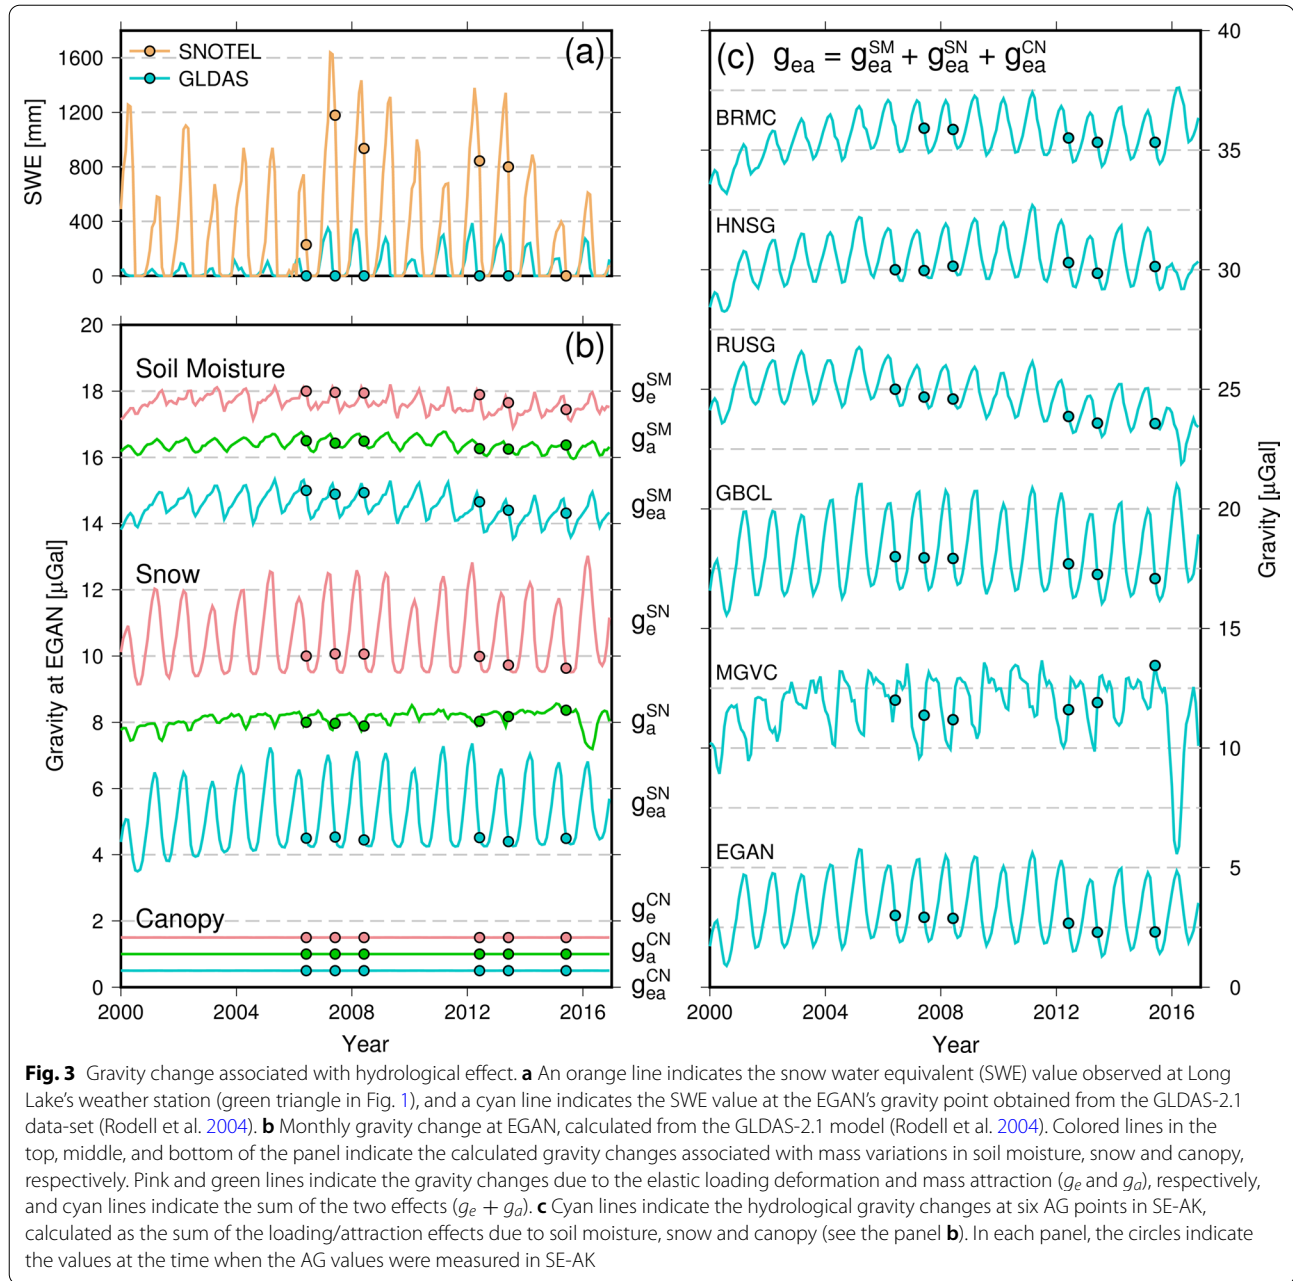 SWE [mm]
1600
1200
800
400
0
SNOTEL
GLDAS
(a)
Gravity at EGAN [μGal]
20
18
16
14
12
10
8
6
4
2
0
(b)
Soil Moisture
g_e^SM
g_a^SM
g_ea^SM
Snow
g_e^SN
g_a^SN
g_ea^SN
Canopy
g_e^CN
g_a^CN
g_ea^CN
2000 2004 2008 2012 2016
Year
(c) g_ea = g_ea^SM + g_ea^SN + g_ea^CN
BRMC
HNSG
RUSG
GBCL
MGVC
EGAN
40
35
30
25
20
15
10
5
0
Gravity [μGal]
2000 2004 2008 2012 2016
Year
Fig. 3 Gravity change associated with hydrological effect. a An orange line indicates the snow water equivalent (SWE) value observed at Long
Lake's weather station (green triangle in Fig. 1), and a cyan line indicates the SWE value at the EGAN's gravity point obtained from the GLDAS-2.1
data-set (Rodell et al. 2004). b Monthly gravity change at EGAN, calculated from the GLDAS-2.1 model (Rodell et al. 2004). Colored lines in the
top, middle, and bottom of the panel indicate the calculated gravity changes associated with mass variations in soil moisture, snow and canopy,
respectively. Pink and green lines indicate the gravity changes due to the elastic loading deformation and mass attraction (g_e and g_a), respectively,
and cyan lines indicate the sum of the two effects (g_e + g_a). c Cyan lines indicate the hydrological gravity changes at six AG points in SE-AK,
calculated as the sum of the loading/attraction effects due to soil moisture, snow and canopy (see the panel b). In each panel, the circles indicate
the values at the time when the AG values were measured in SE-AK